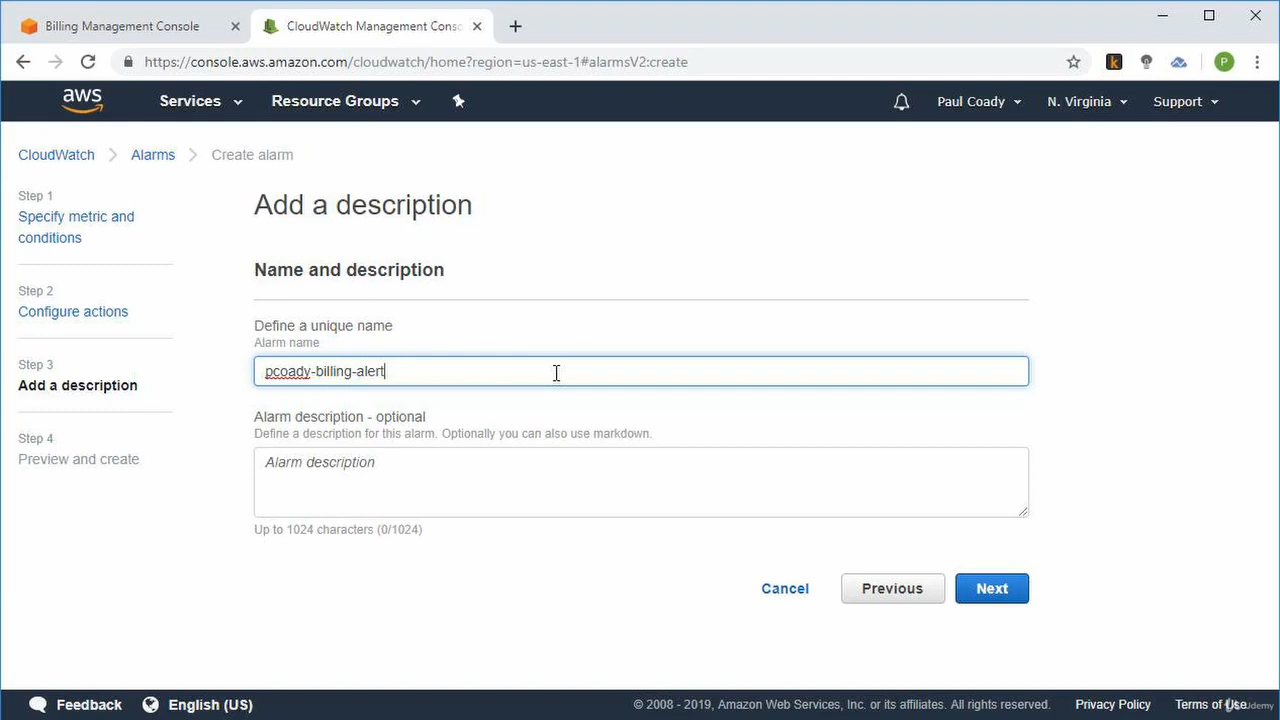 Billing Management Console
CloudWatch Management Conso
https://console.aws.amazon.com/cloudwatch/home?region=us-east-1#alarmsV2:create
k
P
aws
Services
Resource Groups
Paul Coady
N. Virginia
Support
CloudWatch
Alarms
Create alarm
Step 1
Specify metric and
conditions
Step 2
Configure actions
Step 3
Add a description
Step 4
Preview and create
Add a description
Name and description
Define a unique name
Alarm name
pcoady-billing-alert
Alarm description - optional
Define a description for this alarm. Optionally you can also use markdown.
Alarm description
Up to 1024 characters (0/1024)
Cancel
Previous
Next
Feedback
English (US)
© 2008 - 2019, Amazon Web Services, Inc. or its affiliates. All rights reserved.
Privacy Policy
Terms of Use
Udemy